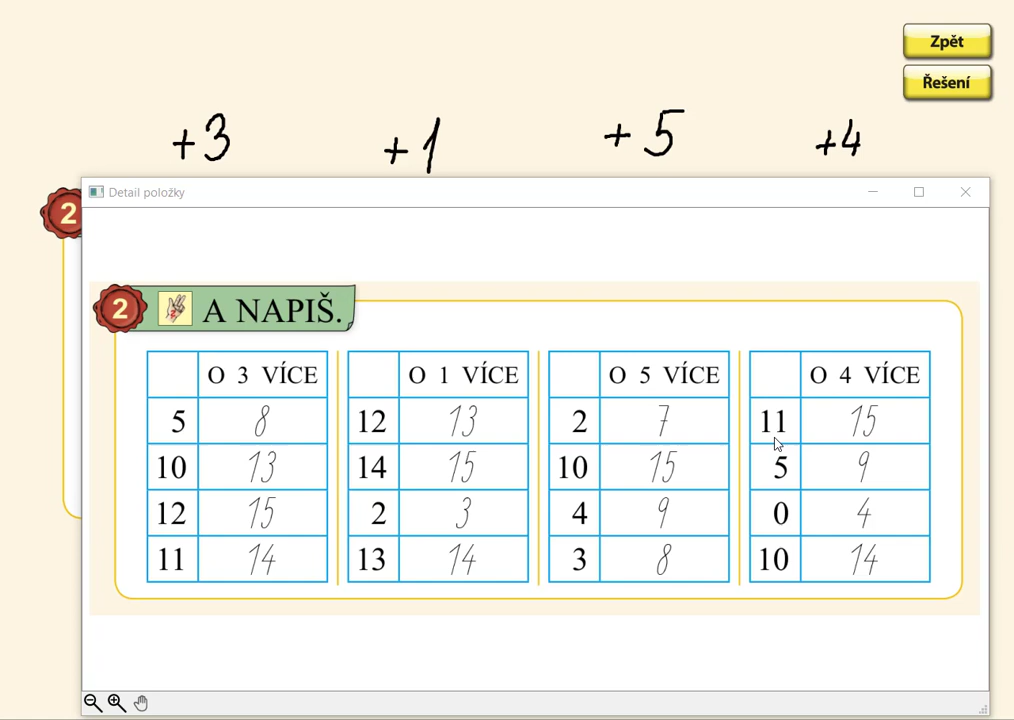 Zpět
Řešení
+3 +1 +5 +4
2
Detail položky
2 A NAPIŠ.
O 3 VÍCE O 1 VÍCE O 5 VÍCE O 4 VÍCE
5 8 12 13 2 7 11 15
10 13 14 15 10 15 5 9
12 15 2 3 4 9 0 4
11 14 13 14 3 8 10 14